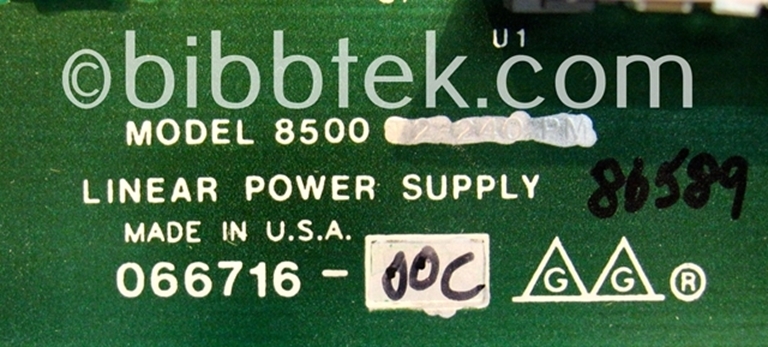 U1
©bibbtek.com
MODEL 8500
LINEAR POWER SUPPLY
86589
MADE IN U.S.A.
066716 - 00C
G G ®